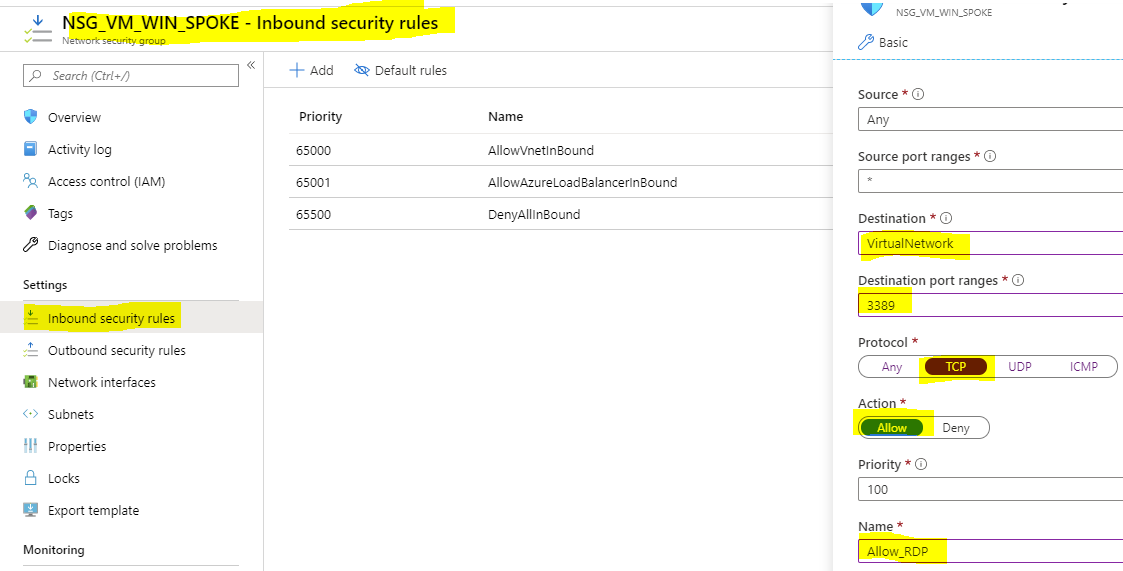 NSG_VM_WIN_SPOKE - Inbound security rules
Network security group
Search (Ctrl+/)
«
Overview
Activity log
Access control (IAM)
Tags
Diagnose and solve problems
Settings
Inbound security rules
Outbound security rules
Network interfaces
Subnets
Properties
Locks
Export template
Monitoring
Add Default rules
Priority Name
65000 AllowVnetInBound
65001 AllowAzureLoadBalancerInBound
65500 DenyAllInBound
NSG_VM_WIN_SPOKE
Basic
Source *
Any
Source port ranges *
*
Destination *
VirtualNetwork
Destination port ranges *
3389
Protocol *
Any TCP UDP ICMP
Action *
Allow Deny
Priority *
100
Name *
Allow_RDP